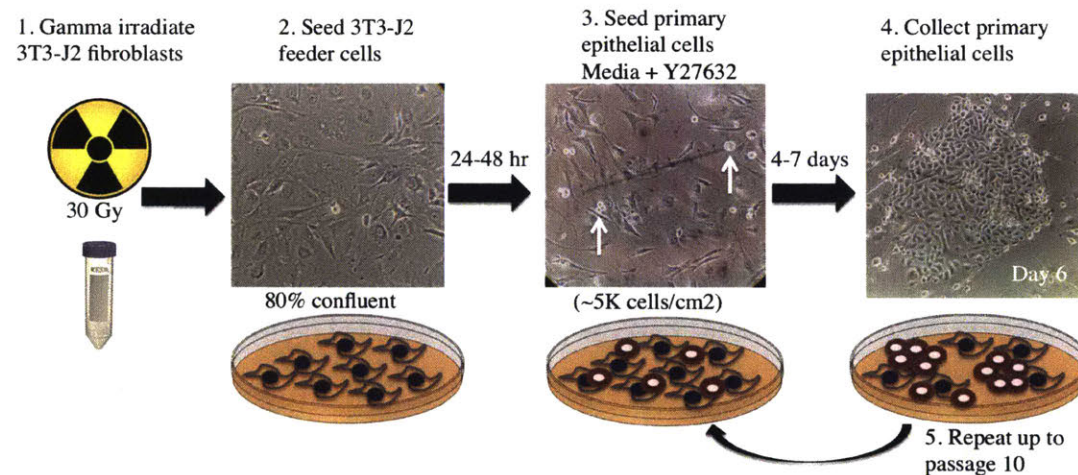 1. Gamma irradiate
3T3-J2 fibroblasts
2. Seed 3T3-J2
feeder cells
3. Seed primary
epithelial cells
Media + Y27632
4. Collect primary
epithelial cells
30 Gy
24-48 hr
4-7 days
Day 6
80% confluent
(~5K cells/cm2)
5. Repeat up to
passage 10